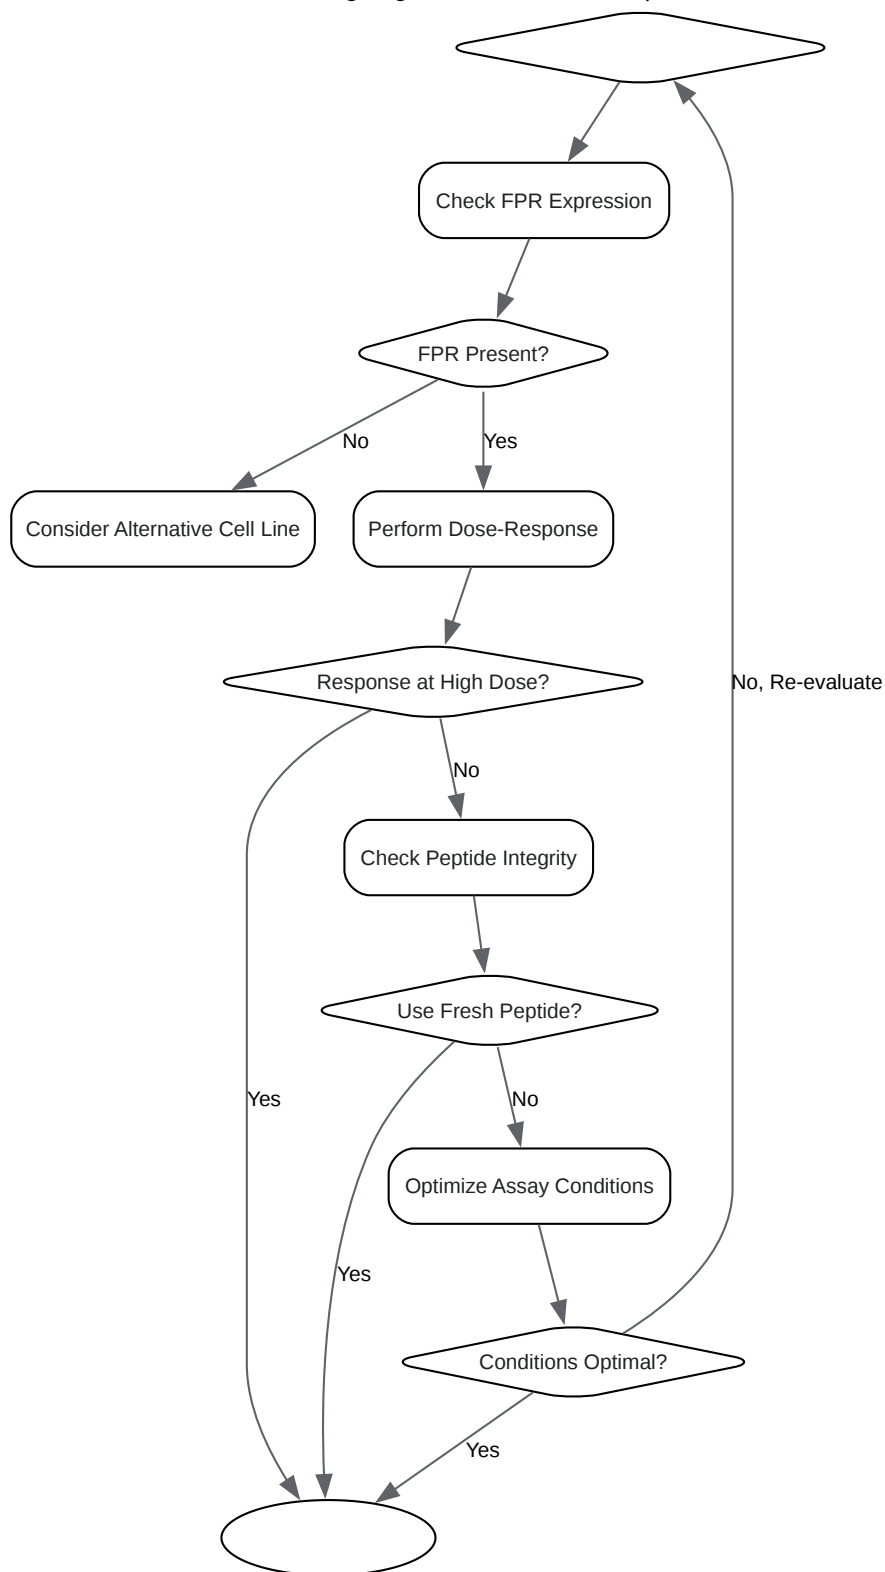 Check FPR Expression
FPR Present?
No
Yes
Consider Alternative Cell Line
Perform Dose-Response
Response at High Dose?
No, Re-evaluate
No
Check Peptide Integrity
Use Fresh Peptide?
Yes
No
Optimize Assay Conditions
Yes
Conditions Optimal?
Yes